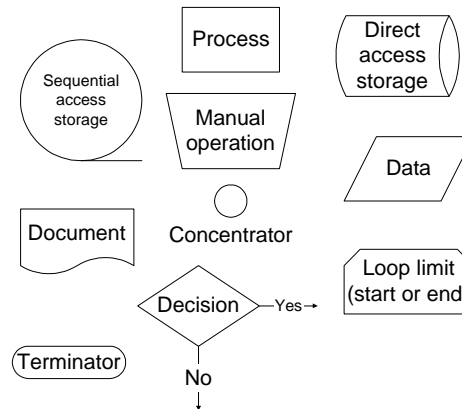 Process
Direct
access
storage
Sequential
access
storage
Manual
operation
Data
Concentrator
Document
Loop limit
(start or end
Decision
Yes
Terminator
No